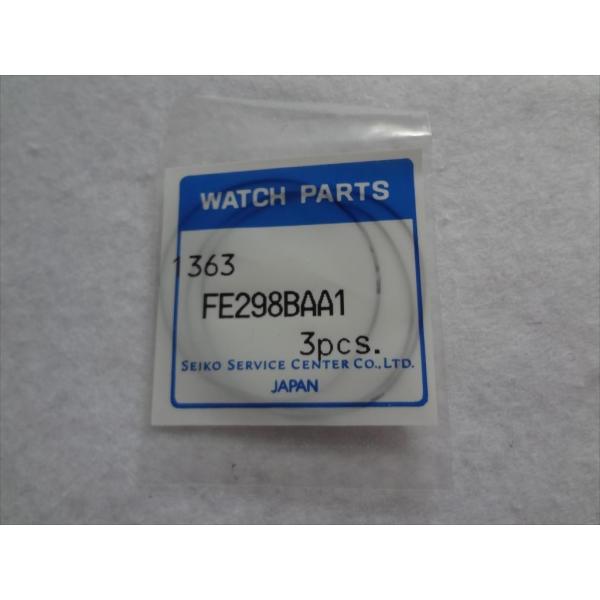 WATCH PARTS
1363
FE298BAA1
3pcs.
SEIKO SERVICE CENTER CO.,LTD.
JAPAN